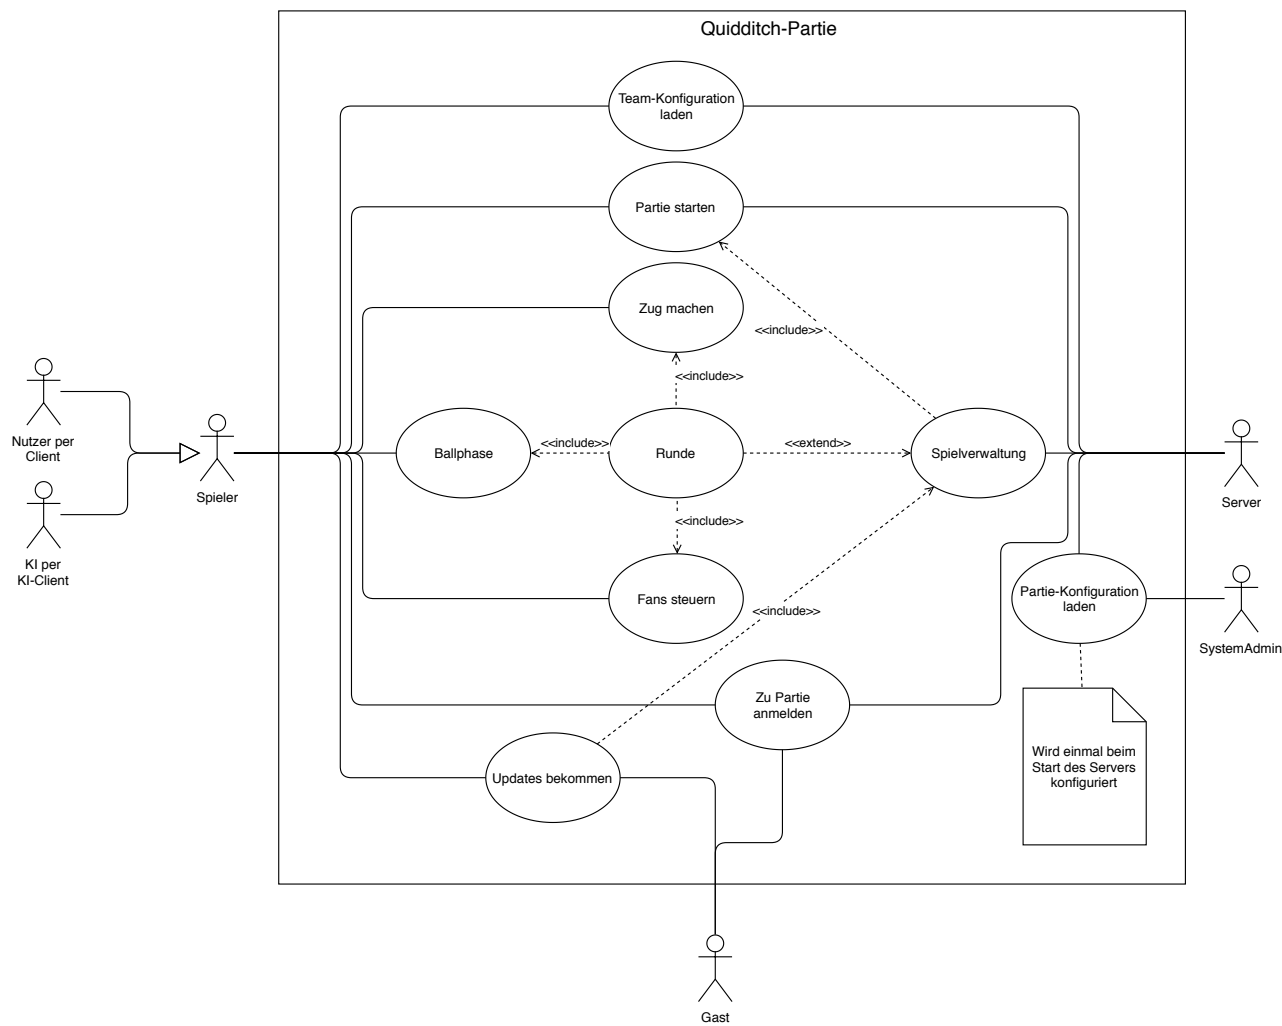 Quidditch-Partie
Team-Konfiguration
laden
Partie starten
Zug machen
<<include>>
<<include>>
Nutzer per
Client
Spieler
KI per
KI-Client
Ballphase
<<include>>
Runde
<<extend>>
Spielverwaltung
Server
<<include>>
Fans steuern
<<include>>
Partie-Konfiguration
laden
SystemAdmin
Zu Partie
anmelden
Updates bekommen
Wird einmal beim
Start des Servers
konfiguriert
Gast